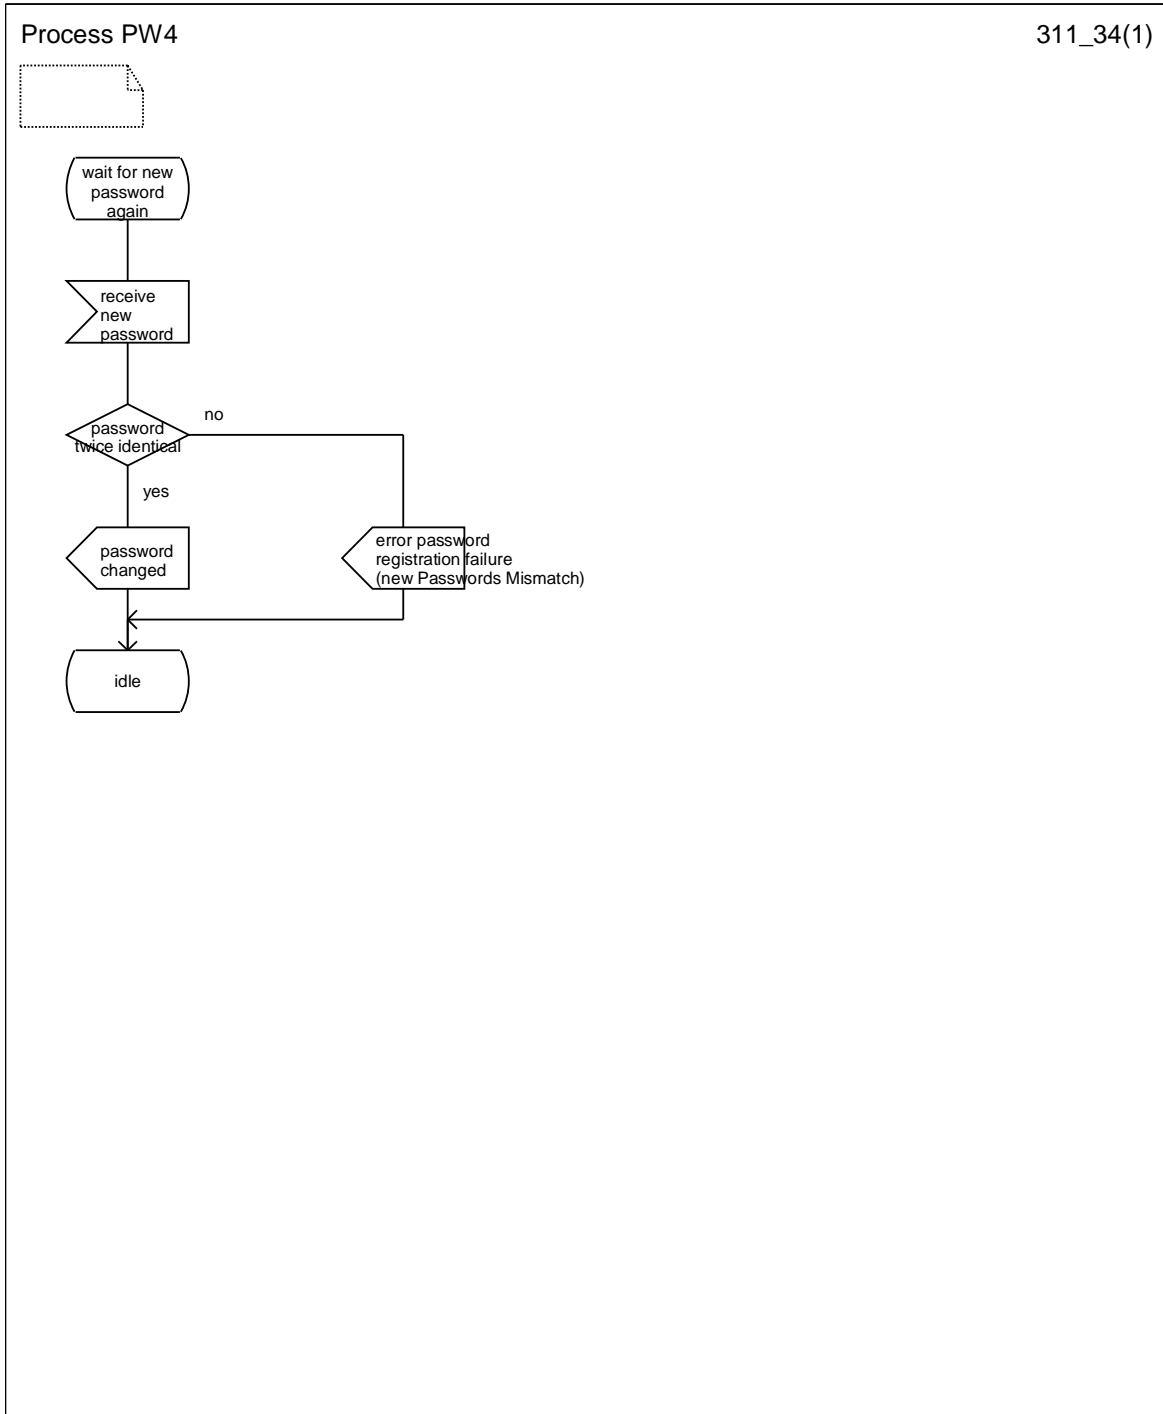 Process PW4
311_34(1)
wait for new
password
again
receive
new
password
password
twice identical
no
yes
password
changed
error password
registration failure
(new Passwords Mismatch)
idle